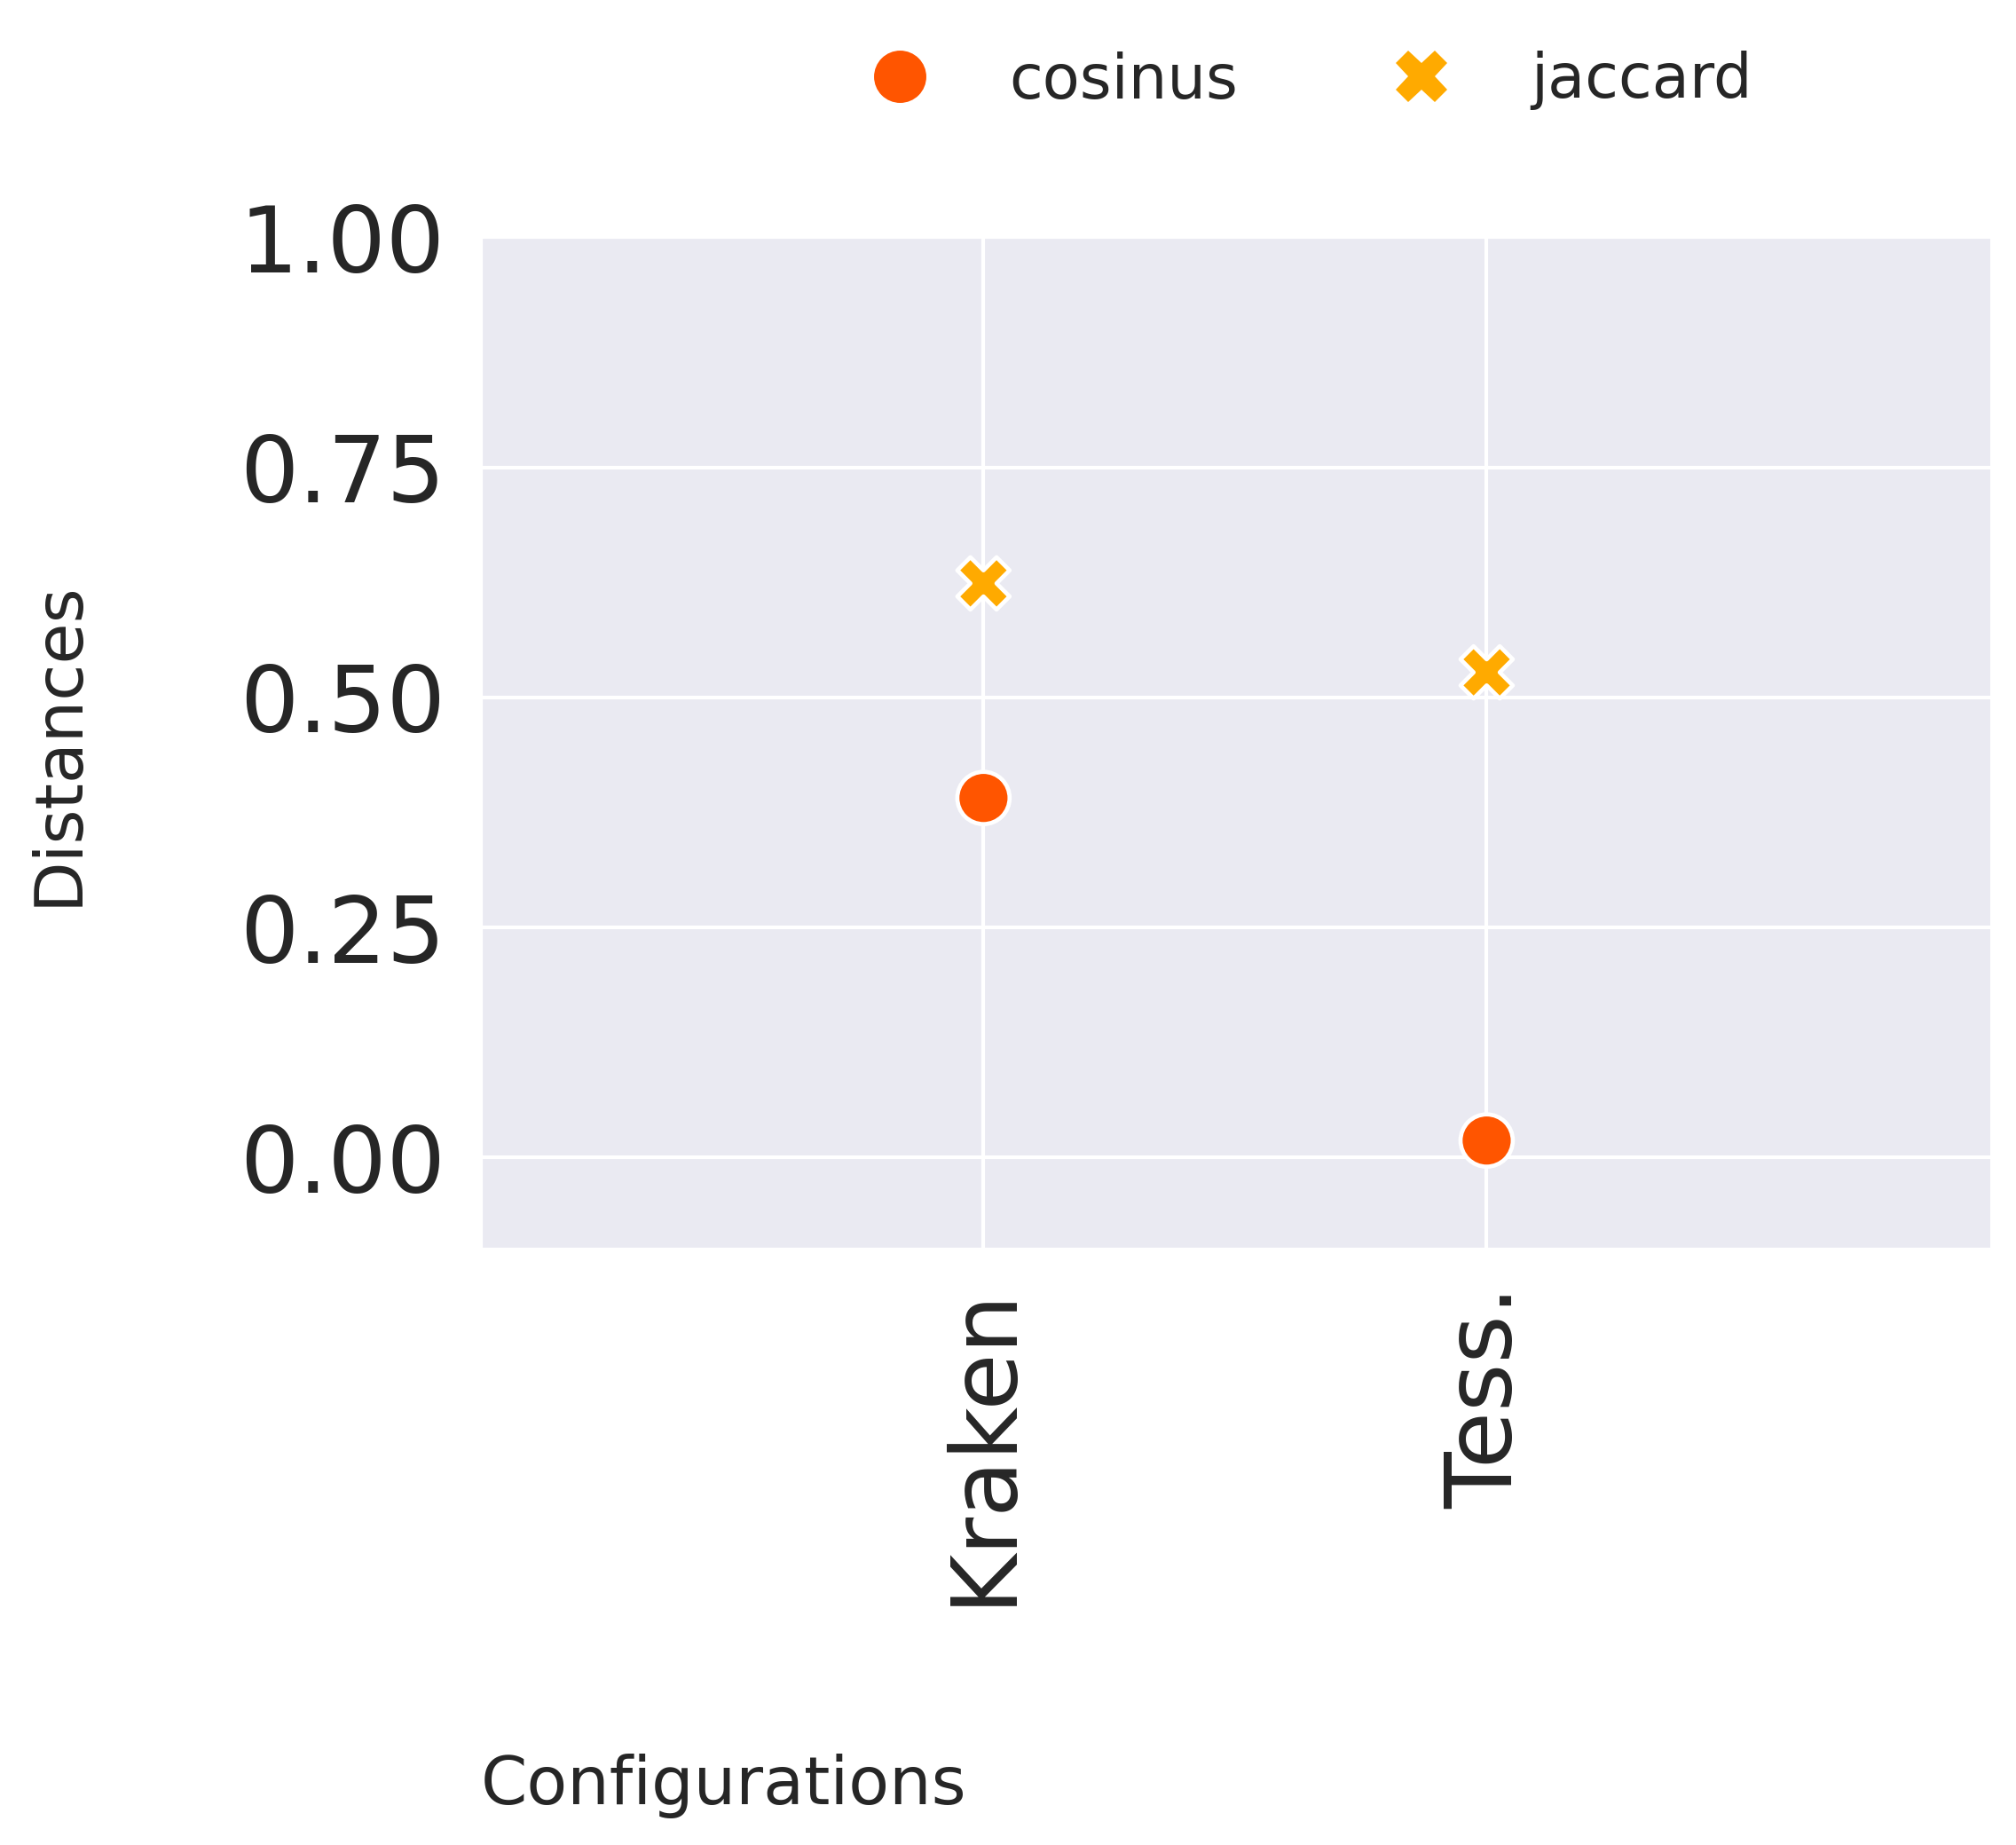 cosinus jaccard
1.00
0.75
0.50
0.25
0.00
Distances
Kraken Tess.
Configurations